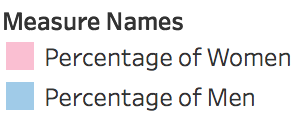 Measure Names
Percentage of Women
Percentage of Men